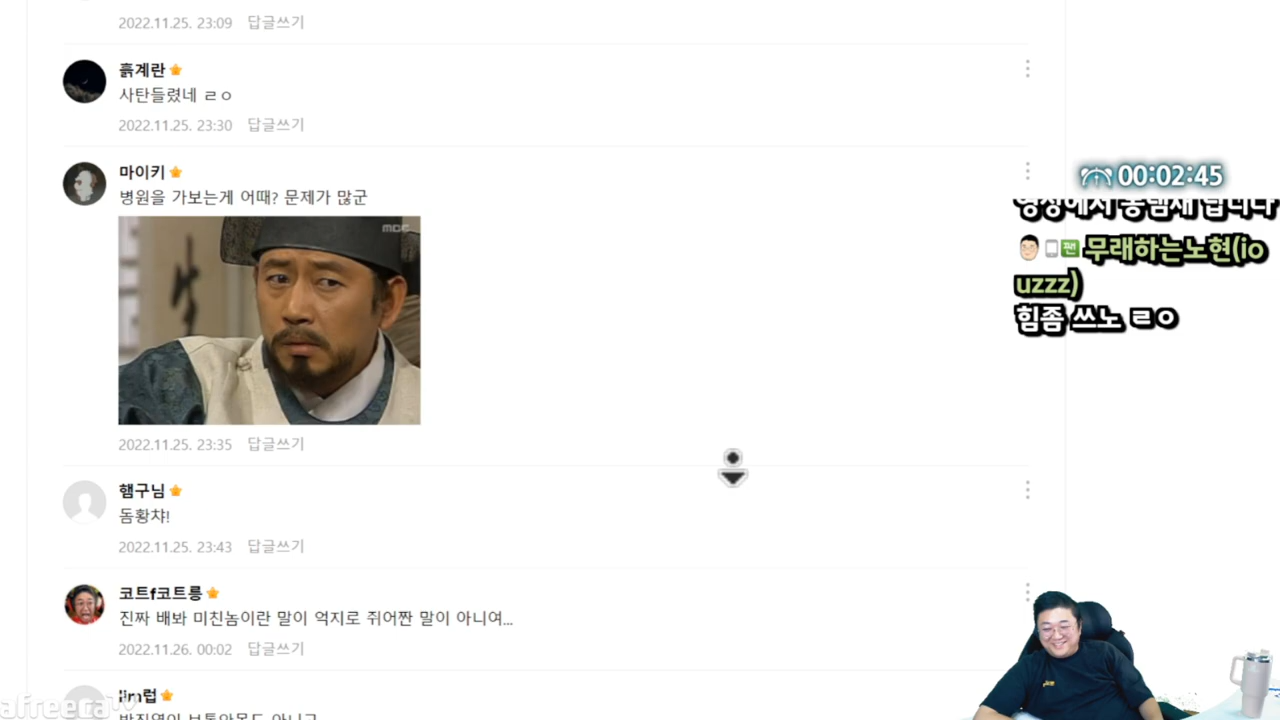 2022.11.25. 23:09 답글쓰기
흙계란
사탄들렸네 ㄹㅇ
2022.11.25. 23:30 답글쓰기
마이키
병원을 가보는게 어때? 문제가 많군
MBC
2022.11.25. 23:35 답글쓰기
햄구님
돔황챠!
2022.11.25. 23:43 답글쓰기
코트f코트릉
진짜 배봐 미친놈이란 말이 억지로 쥐어짠 말이 아니여...
2022.11.26. 00:02 답글쓰기
afreecaTV
00:02:45
팬 무래하는노현(io
uzzz)
힘좀 쓰노 ㄹㅇ